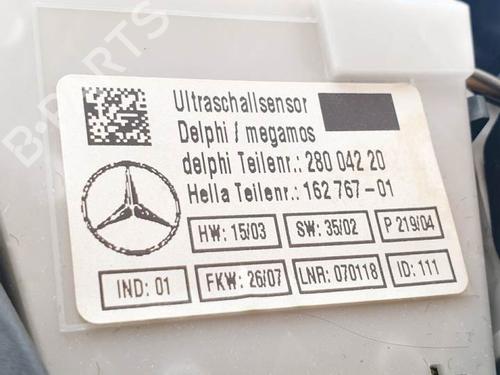 B-PARTS
Ultraschallsensor
Delphi / megamos
delphi Teilenr.: 280 042 20
Hella Teilenr.: 162 767-01
HW: 15/03 SW: 35/02 P 219/04
IND: 01 FKW: 26/07 LNR: 070118 ID: 111